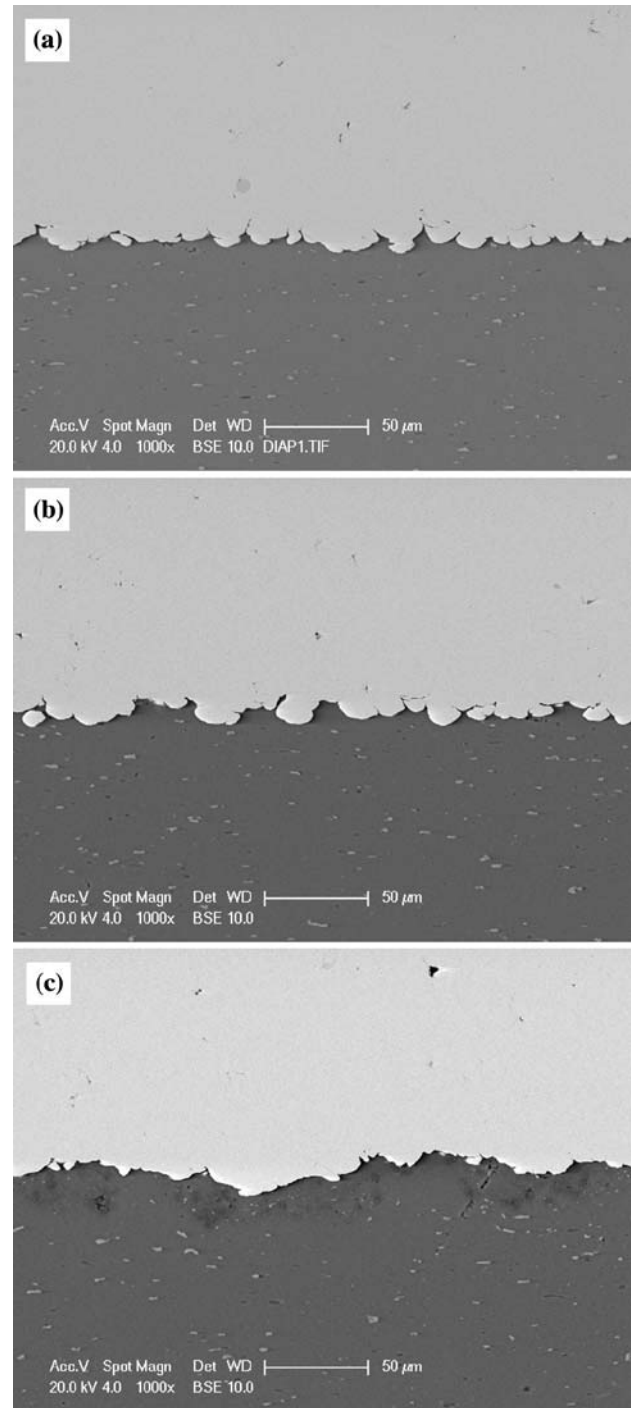 (a)
Acc.V Spot Magn Det WD 50 μm
20.0 kV 4.0 1000x BSE 10.0 DIAP1.TIF
(b)
Acc.V Spot Magn Det WD 50 μm
20.0 kV 4.0 1000x BSE 10.0
(c)
Acc.V Spot Magn Det WD 50 μm
20.0 kV 4.0 1000x BSE 10.0